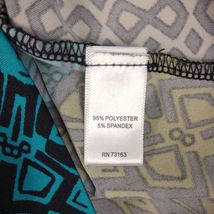 95% POLYESTER
5% SPANDEX
RN 73163